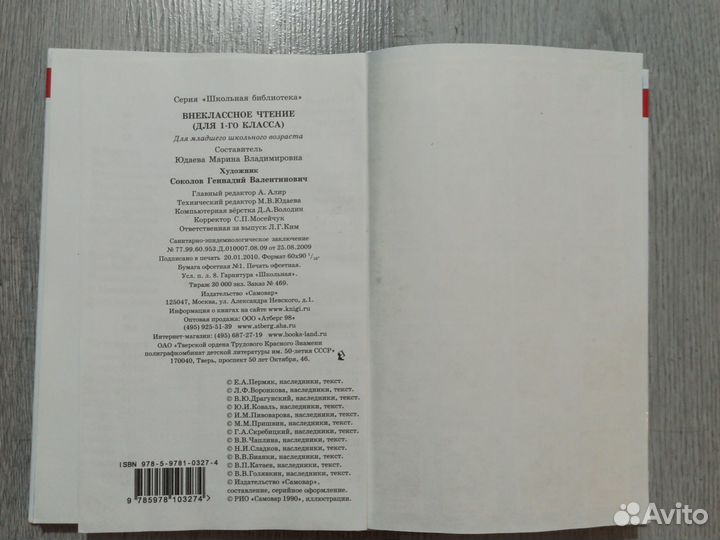 Серия «Школьная библиотека»
ВНЕКЛАССНОЕ ЧТЕНИЕ
(ДЛЯ 1-ГО КЛАССА)
Для младшего школьного возраста
Составитель
Юдаева Марина Владимировна
Художник
Соколов Геннадий Валентинович
Главный редактор А. Алир
Технический редактор М.В.Юдаева
Компьютерная вёрстка Д.А.Володин
Корректор С.П.Мосейчук
Ответственная за выпуск Л.Г.Ким
Санитарно-эпидемиологическое заключение
№ 77.99.60.953.Д.010007.08.09 от 25.08.2009
Подписано в печать 20.01.2010. Формат 60х90 1/16.
Бумага офсетная №1. Печать офсетная.
Усл. п. л. 8. Гарнитура «Школьная».
Тираж 30 000 экз. Заказ № 469.
Издательство «Самовар»
125047, Москва, ул. Александра Невского, д.1.
Информация о книгах на сайте www.knigi.ru
Оптовая продажа: ООО «Атберг 98»
(495) 925-51-39 www.atberg.aha.ru
Интернет-магазин: (495) 687-27-19 www.books-land.ru
ОАО «Тверской ордена Трудового Красного Знамени
полиграфкомбинат детской литературы им. 50-летия СССР»
170040, Тверь, проспект 50 лет Октября, 46.
© Е.А.Пермяк, наследники, текст.
© Л.Ф.Воронкова, наследники, текст.
© В.Ю.Драгунский, наследники, текст.
© Ю.И.Коваль, наследники, текст.
© И.М.Пивоварова, наследники, текст.
© М.М.Пришвин, наследники, текст.
© Г.А.Скребицкий, наследники, текст.
© В.В.Чаплина, наследники, текст.
© Н.И.Сладков, наследники, текст.
© В.В.Бианки, наследники, текст.
© В.П.Катаев, наследники, текст.
© В.В.Голявкин, наследники, текст.
© Издательство «Самовар»,
составление, серийное оформление.
© РИО «Самовар 1990», иллюстрации.
ISBN 978-5-9781-0327-4
9 785978 103274
Avito